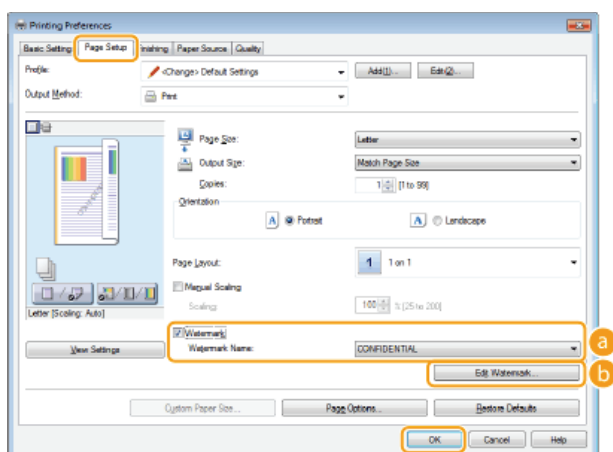 Printing Preferences
Basic Settings Page Setup Finishing Paper Source Quality
Profile: <Change> Default Settings Add(1)... Edit(2)...
Output Method: Print
Page Size: Letter
Output Size: Match Page Size
Copies: 1 [1 to 99]
Orientation
A Portrait A Landscape
Page Layout: 1 1 on 1
Manual Scaling
Scaling: 100 % [25 to 200]
Letter [Scaling: Auto]
Watermark
View Settings Watermark Name: CONFIDENTIAL a
Edit Watermark... b
Custom Paper Size... Page Options... Restore Defaults
OK Cancel Help